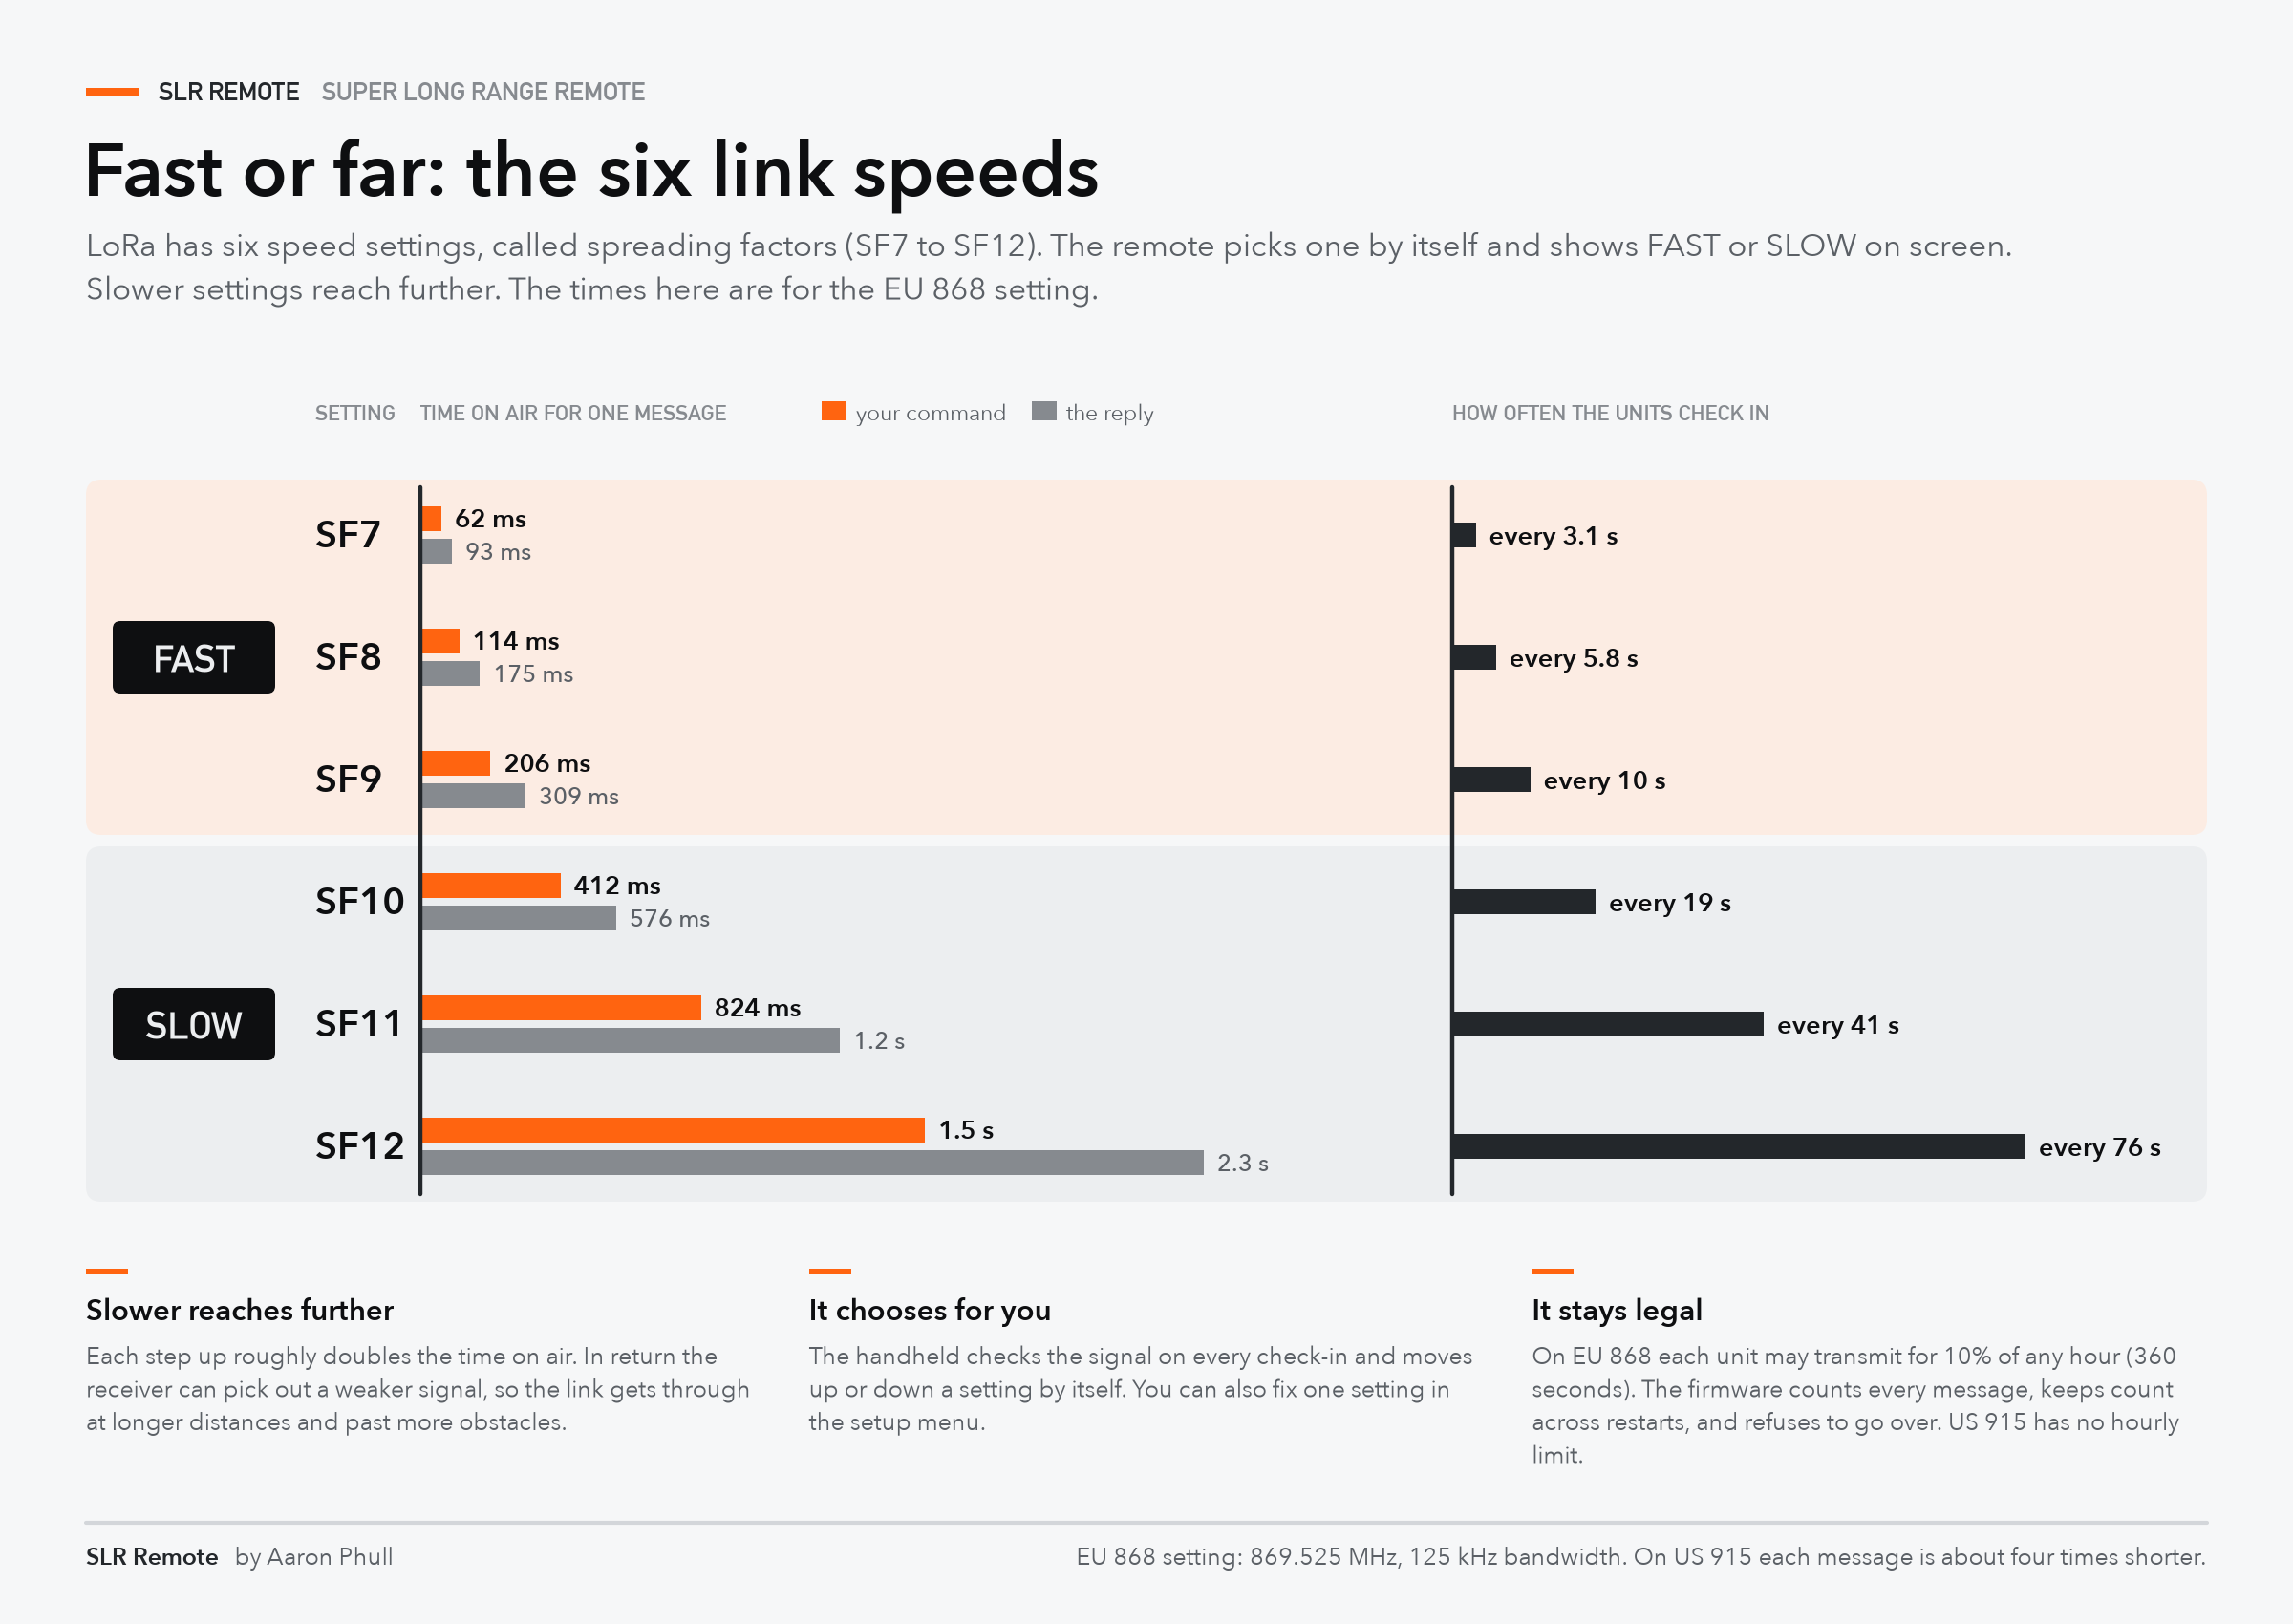 SLR REMOTE SUPER LONG RANGE REMOTE
Fast or far: the six link speeds
LoRa has six speed settings, called spreading factors (SF7 to SF12). The remote picks one by itself and shows FAST or SLOW on screen.
Slower settings reach further. The times here are for the EU 868 setting.
SETTING TIME ON AIR FOR ONE MESSAGE your command the reply HOW OFTEN THE UNITS CHECK IN
SF7 62 ms every 3.1 s
93 ms
FAST SF8 114 ms every 5.8 s
175 ms
SF9 206 ms every 10 s
309 ms
SF10 412 ms every 19 s
576 ms
SLOW SF11 824 ms every 41 s
1.2 s
SF12 1.5 s every 76 s
2.3 s
Slower reaches further
Each step up roughly doubles the time on air. In return the
receiver can pick out a weaker signal, so the link gets through
at longer distances and past more obstacles.
It chooses for you
The handheld checks the signal on every check-in and moves
up or down a setting by itself. You can also fix one setting in
the setup menu.
It stays legal
On EU 868 each unit may transmit for 10% of any hour (360
seconds). The firmware counts every message, keeps count
across restarts, and refuses to go over. US 915 has no hourly
limit.
SLR Remote by Aaron Phull
EU 868 setting: 869.525 MHz, 125 kHz bandwidth. On US 915 each message is about four times shorter.